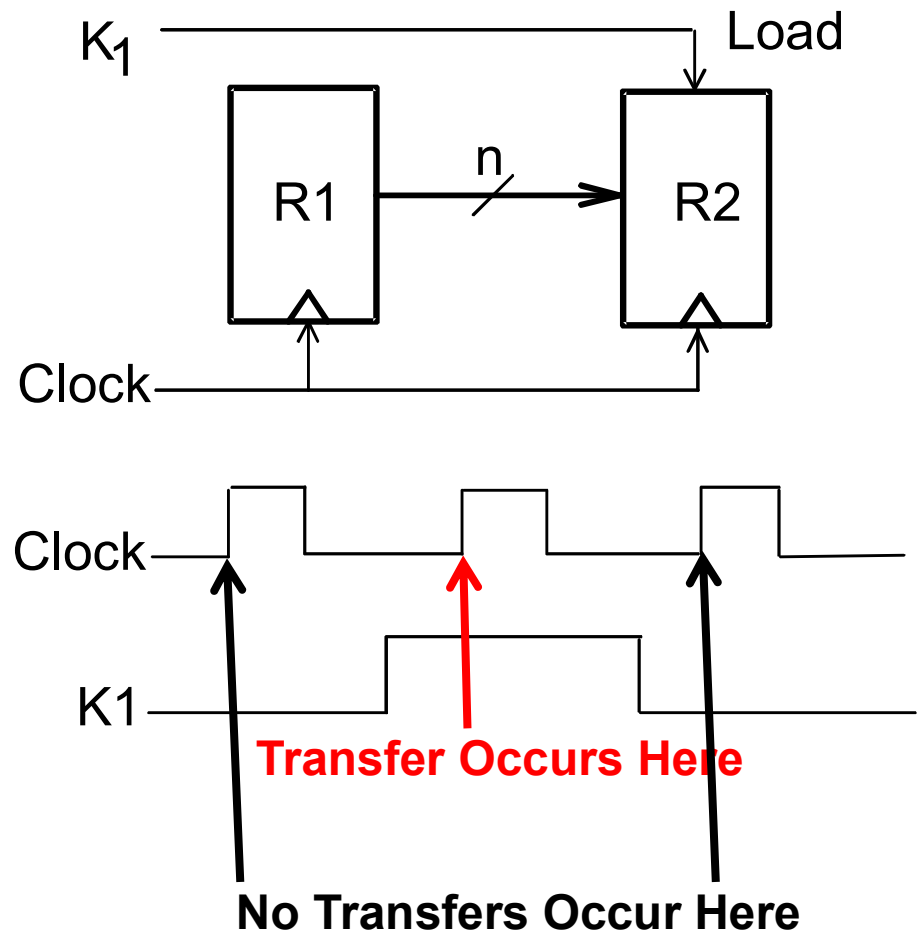 K₁
Load
n
R1
R2
Clock
Clock
K1
Transfer Occurs Here
No Transfers Occur Here